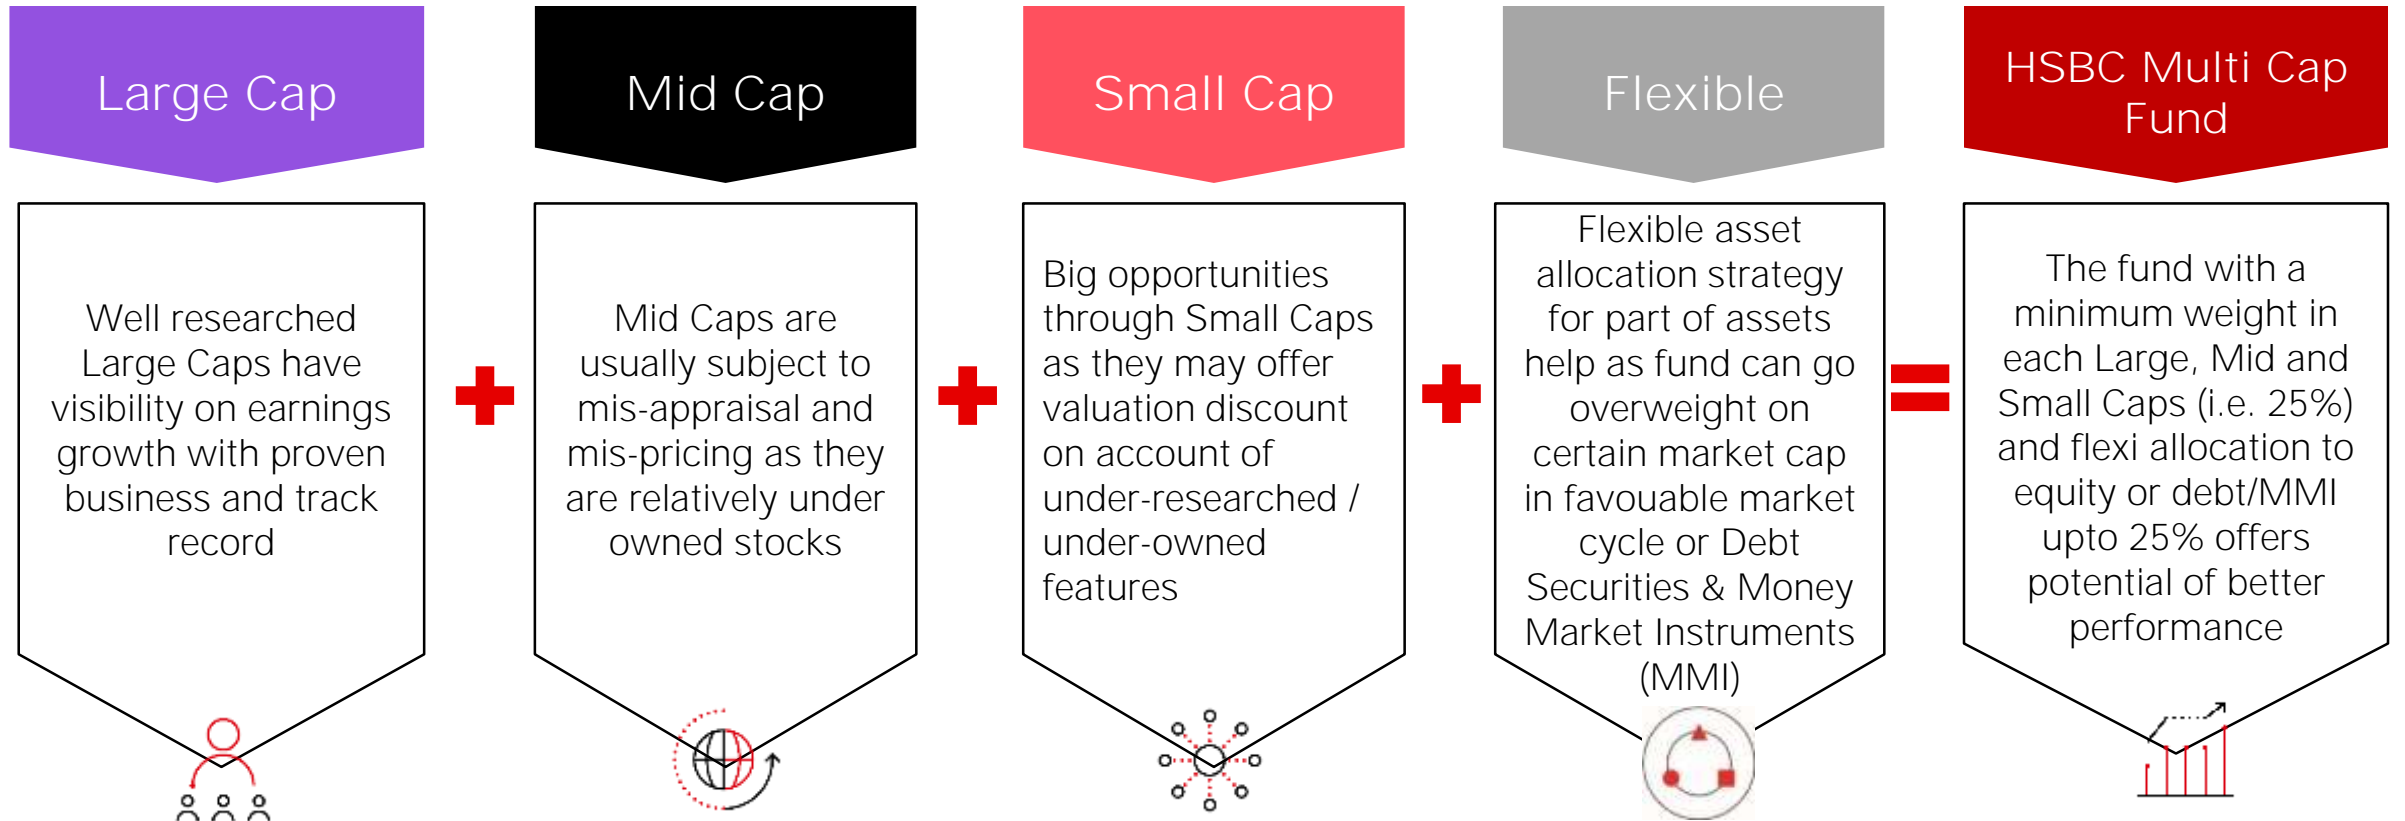 Large Cap
Well researched
Large Caps have
visibility on earnings
growth with proven
business and track
record
Mid Cap
Mid Caps are
usually subject to
mis-appraisal and
mis-pricing as they
are relatively under
owned stocks
Small Cap
Big opportunities
through Small Caps
as they may offer
valuation discount
on account of
under-researched /
under-owned
features
Flexible
Flexible asset
allocation strategy
for part of assets
help as fund can go
overweight on
certain market cap
in favouable market
cycle or Debt
Securities & Money
Market Instruments
(MMI)
HSBC Multi Cap
Fund
The fund with a
minimum weight in
each Large, Mid and
Small Caps (i.e. 25%)
and flexi allocation to
equity or debt/MMI
upto 25% offers
potential of better
performance